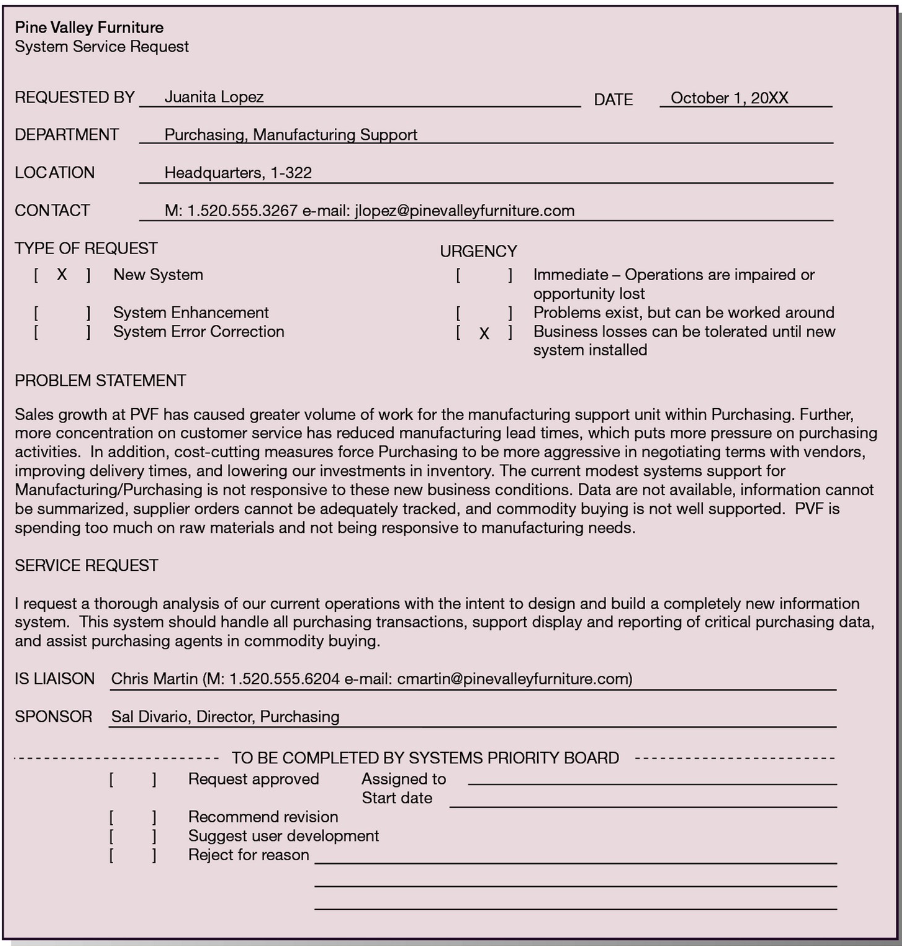 Pine Valley Furniture
System Service Request
REQUESTED BY Juanita Lopez DATE October 1, 20XX
DEPARTMENT Purchasing, Manufacturing Support
LOCATION Headquarters, 1-322
CONTACT M: 1.520.555.3267 e-mail: jlopez@pinevalleyfurniture.com
TYPE OF REQUEST URGENCY
[ X ] New System [ ] Immediate – Operations are impaired or
opportunity lost
[ ] System Enhancement [ ] Problems exist, but can be worked around
[ ] System Error Correction [ X ] Business losses can be tolerated until new
system installed
PROBLEM STATEMENT
Sales growth at PVF has caused greater volume of work for the manufacturing support unit within Purchasing. Further,
more concentration on customer service has reduced manufacturing lead times, which puts more pressure on purchasing
activities. In addition, cost-cutting measures force Purchasing to be more aggressive in negotiating terms with vendors,
improving delivery times, and lowering our investments in inventory. The current modest systems support for
Manufacturing/Purchasing is not responsive to these new business conditions. Data are not available, information cannot
be summarized, supplier orders cannot be adequately tracked, and commodity buying is not well supported. PVF is
spending too much on raw materials and not being responsive to manufacturing needs.
SERVICE REQUEST
I request a thorough analysis of our current operations with the intent to design and build a completely new information
system. This system should handle all purchasing transactions, support display and reporting of critical purchasing data,
and assist purchasing agents in commodity buying.
IS LIAISON Chris Martin (M: 1.520.555.6204 e-mail: cmartin@pinevalleyfurniture.com)
SPONSOR Sal Divario, Director, Purchasing
TO BE COMPLETED BY SYSTEMS PRIORITY BOARD
[ ] Request approved Assigned to
Start date
[ ] Recommend revision
[ ] Suggest user development
[ ] Reject for reason